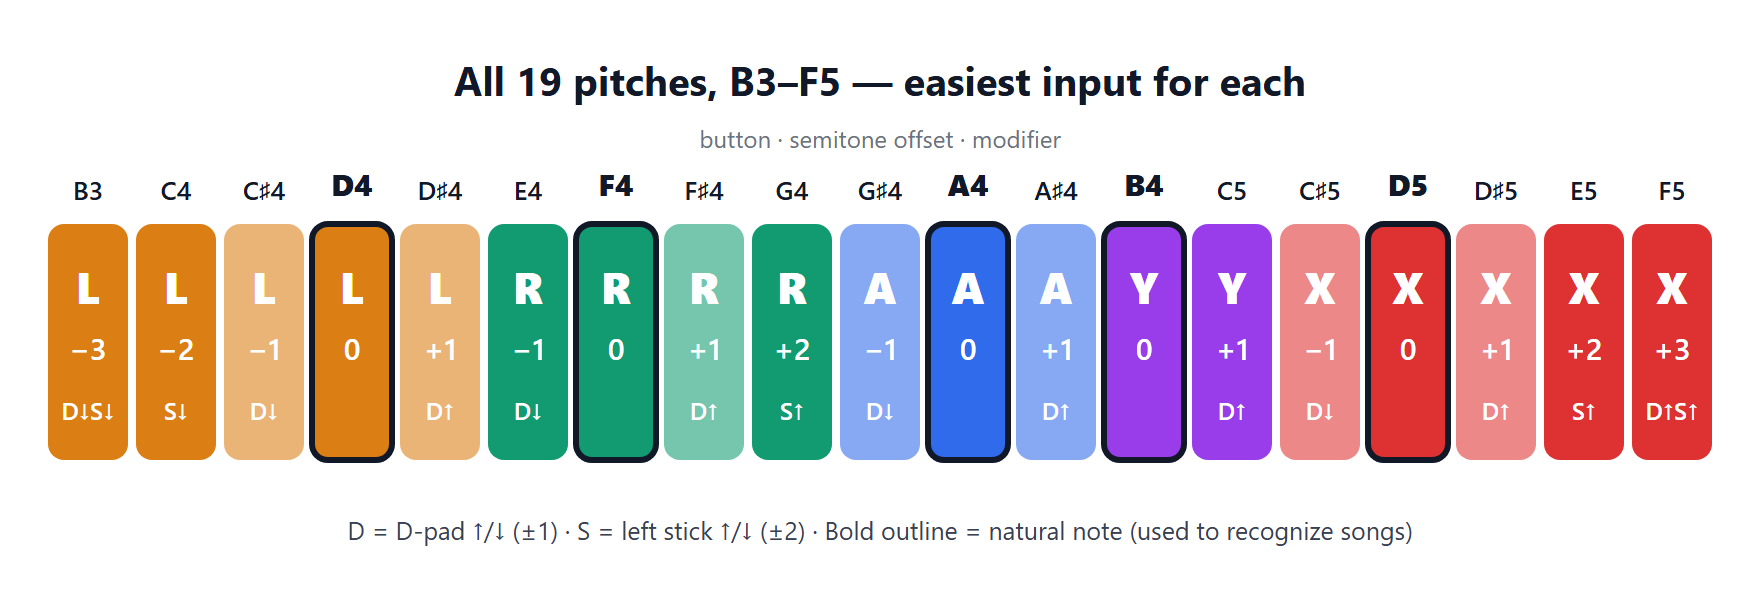 All 19 pitches, B3–F5 — easiest input for each
button · semitone offset · modifier
B3 C4 C♯4 D4 D♯4 E4 F4 F♯4 G4 G♯4 A4 A♯4 B4 C5 C♯5 D5 D♯5 E5 F5
L L L L L R R R R A A A Y Y X X X X X
−3 −2 −1 0 +1 −1 0 +1 +2 −1 0 +1 0 +1 −1 0 +1 +2 +3
D↓S↓ S↓ D↓ D↑ D↓ D↑ S↑ D↓ D↑ D↑ D↓ D↑ S↑ D↑S↑
D = D-pad ↑/↓ (±1) · S = left stick ↑/↓ (±2) · Bold outline = natural note (used to recognize songs)